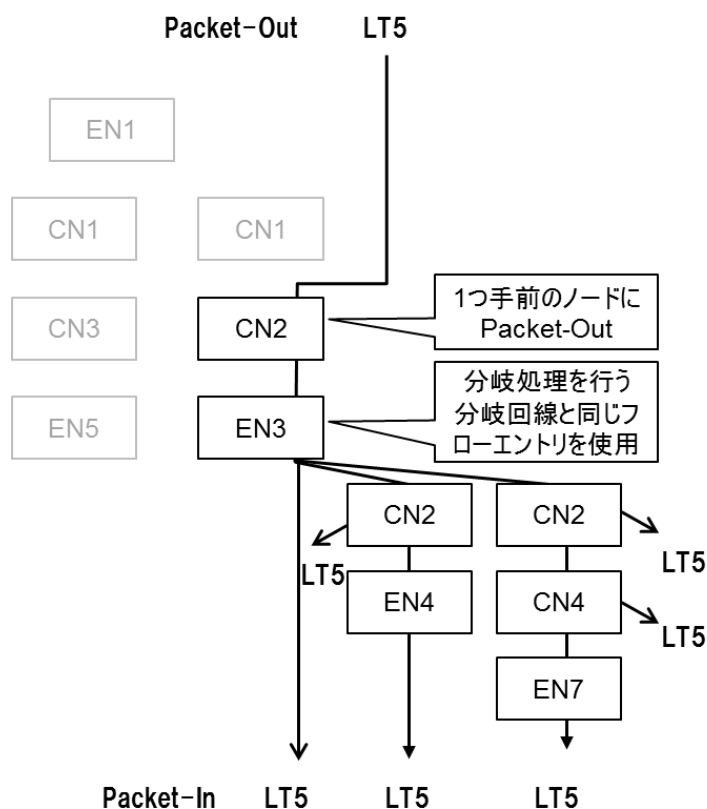 Packet-Out LT5
EN1
CN1 CN1
CN3 CN2
1つ手前のノードに
Packet-Out
EN5 EN3
分岐処理を行う
分岐回線と同じフ
ローエントリを使用
CN2 CN2
LT5 LT5
EN4 CN4
LT5
EN7
Packet-In LT5 LT5 LT5